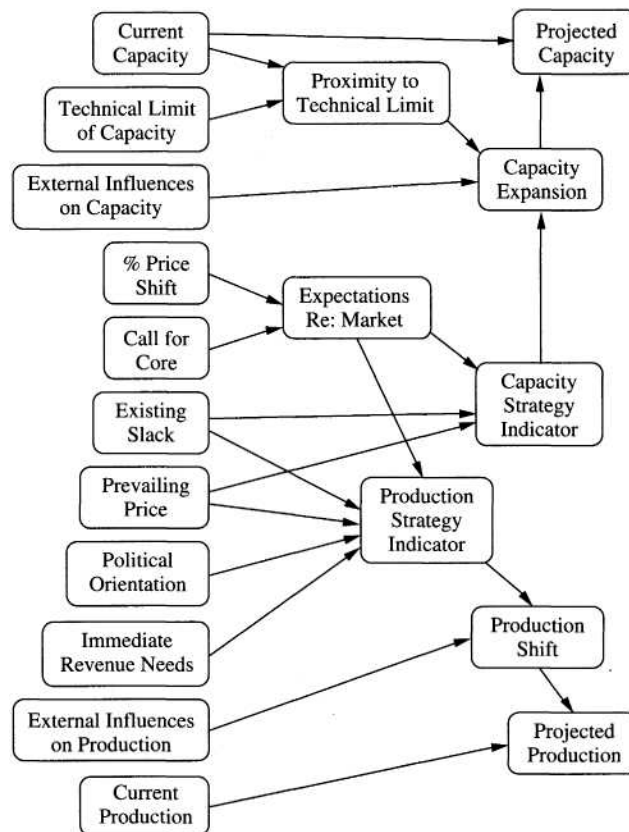 Current
Capacity
Projected
Capacity
Proximity to
Technical Limit
Technical Limit
of Capacity
Capacity
Expansion
External Influences
on Capacity
% Price
Shift
Expectations
Re: Market
Call for
Core
Capacity
Strategy
Indicator
Existing
Slack
Prevailing
Price
Production
Strategy
Indicator
Political
Orientation
Immediate
Revenue Needs
Production
Shift
External Influences
on Production
Projected
Production
Current
Production